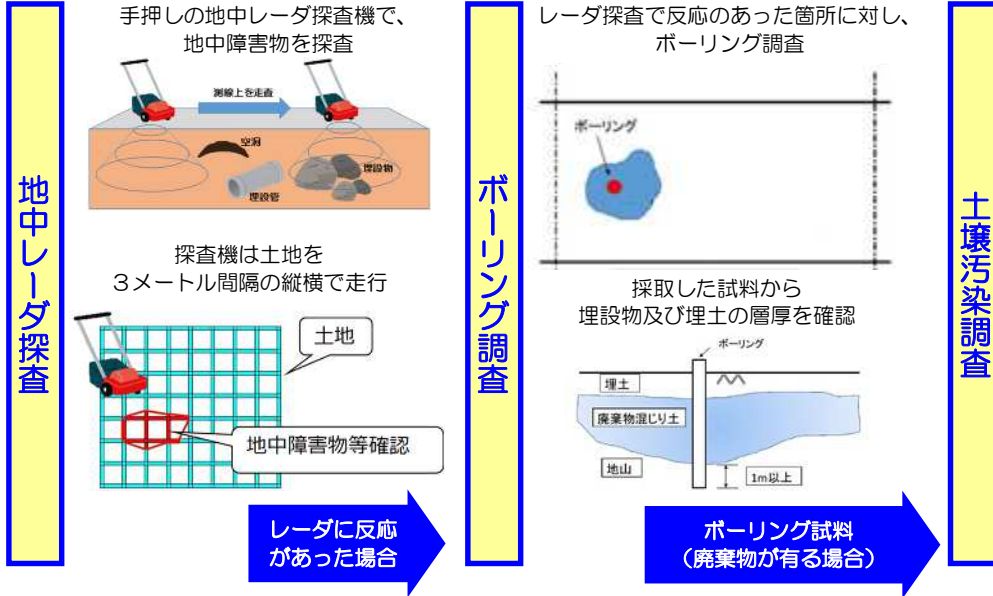 地中レーダ探査
手押しの地中レーダ探査機で、
地中障害物を探査
測線上を走査
空洞
埋設管
埋設物
探査機は土地を
３メートル間隔の縦横で走行
土地
地中障害物等確認
レーダに反応
があった場合
ボーリング調査
レーダ探査で反応のあった箇所に対し、
ボーリング調査
ボーリング
採取した試料から
埋設物及び埋土の層厚を確認
ボーリング
埋土
廃棄物混じり土
地山
1m以上
ボーリング試料
（廃棄物が有る場合）
土壌汚染調査